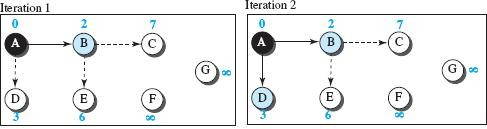 Iteration 1
0 2 7
A B C
G ∞
D E F
3 6 ∞
Iteration 2
0 2 7
A B C
G ∞
D E F
3 6 ∞